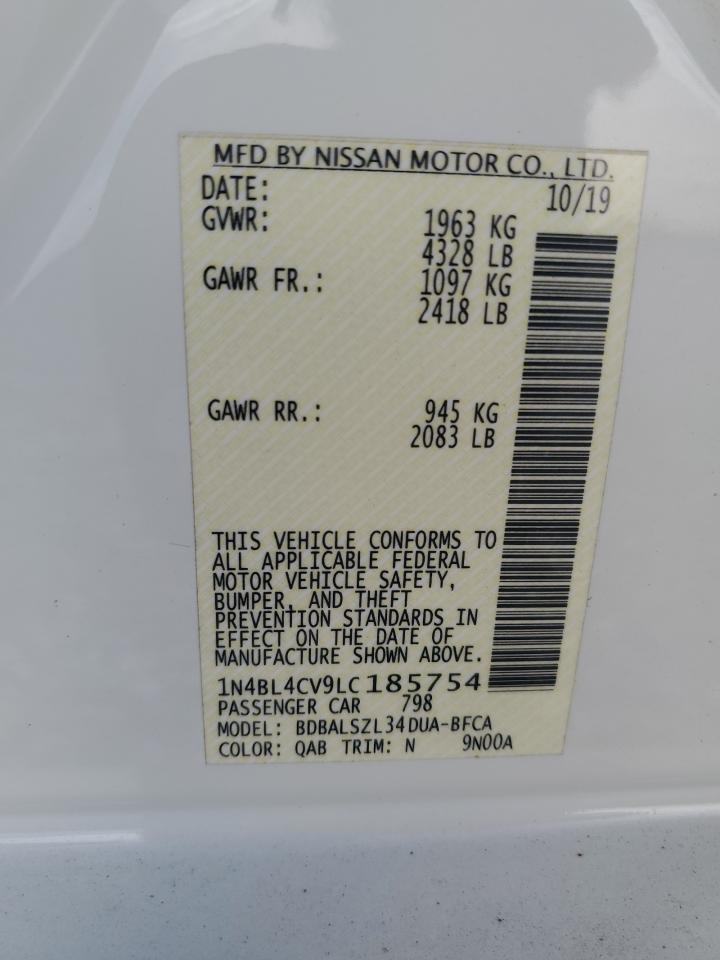 MFD BY NISSAN MOTOR CO., LTD.
DATE: 10/19
GVWR: 1963 KG
4328 LB
GAWR FR.: 1097 KG
2418 LB
GAWR RR.: 945 KG
2083 LB
THIS VEHICLE CONFORMS TO
ALL APPLICABLE FEDERAL
MOTOR VEHICLE SAFETY,
BUMPER, AND THEFT
PREVENTION STANDARDS IN
EFFECT ON THE DATE OF
MANUFACTURE SHOWN ABOVE.
1N4BL4CV9LC185754
PASSENGER CAR 798
MODEL: BDBALSZL34DUA-BFCA
COLOR: QAB TRIM: N 9N00A